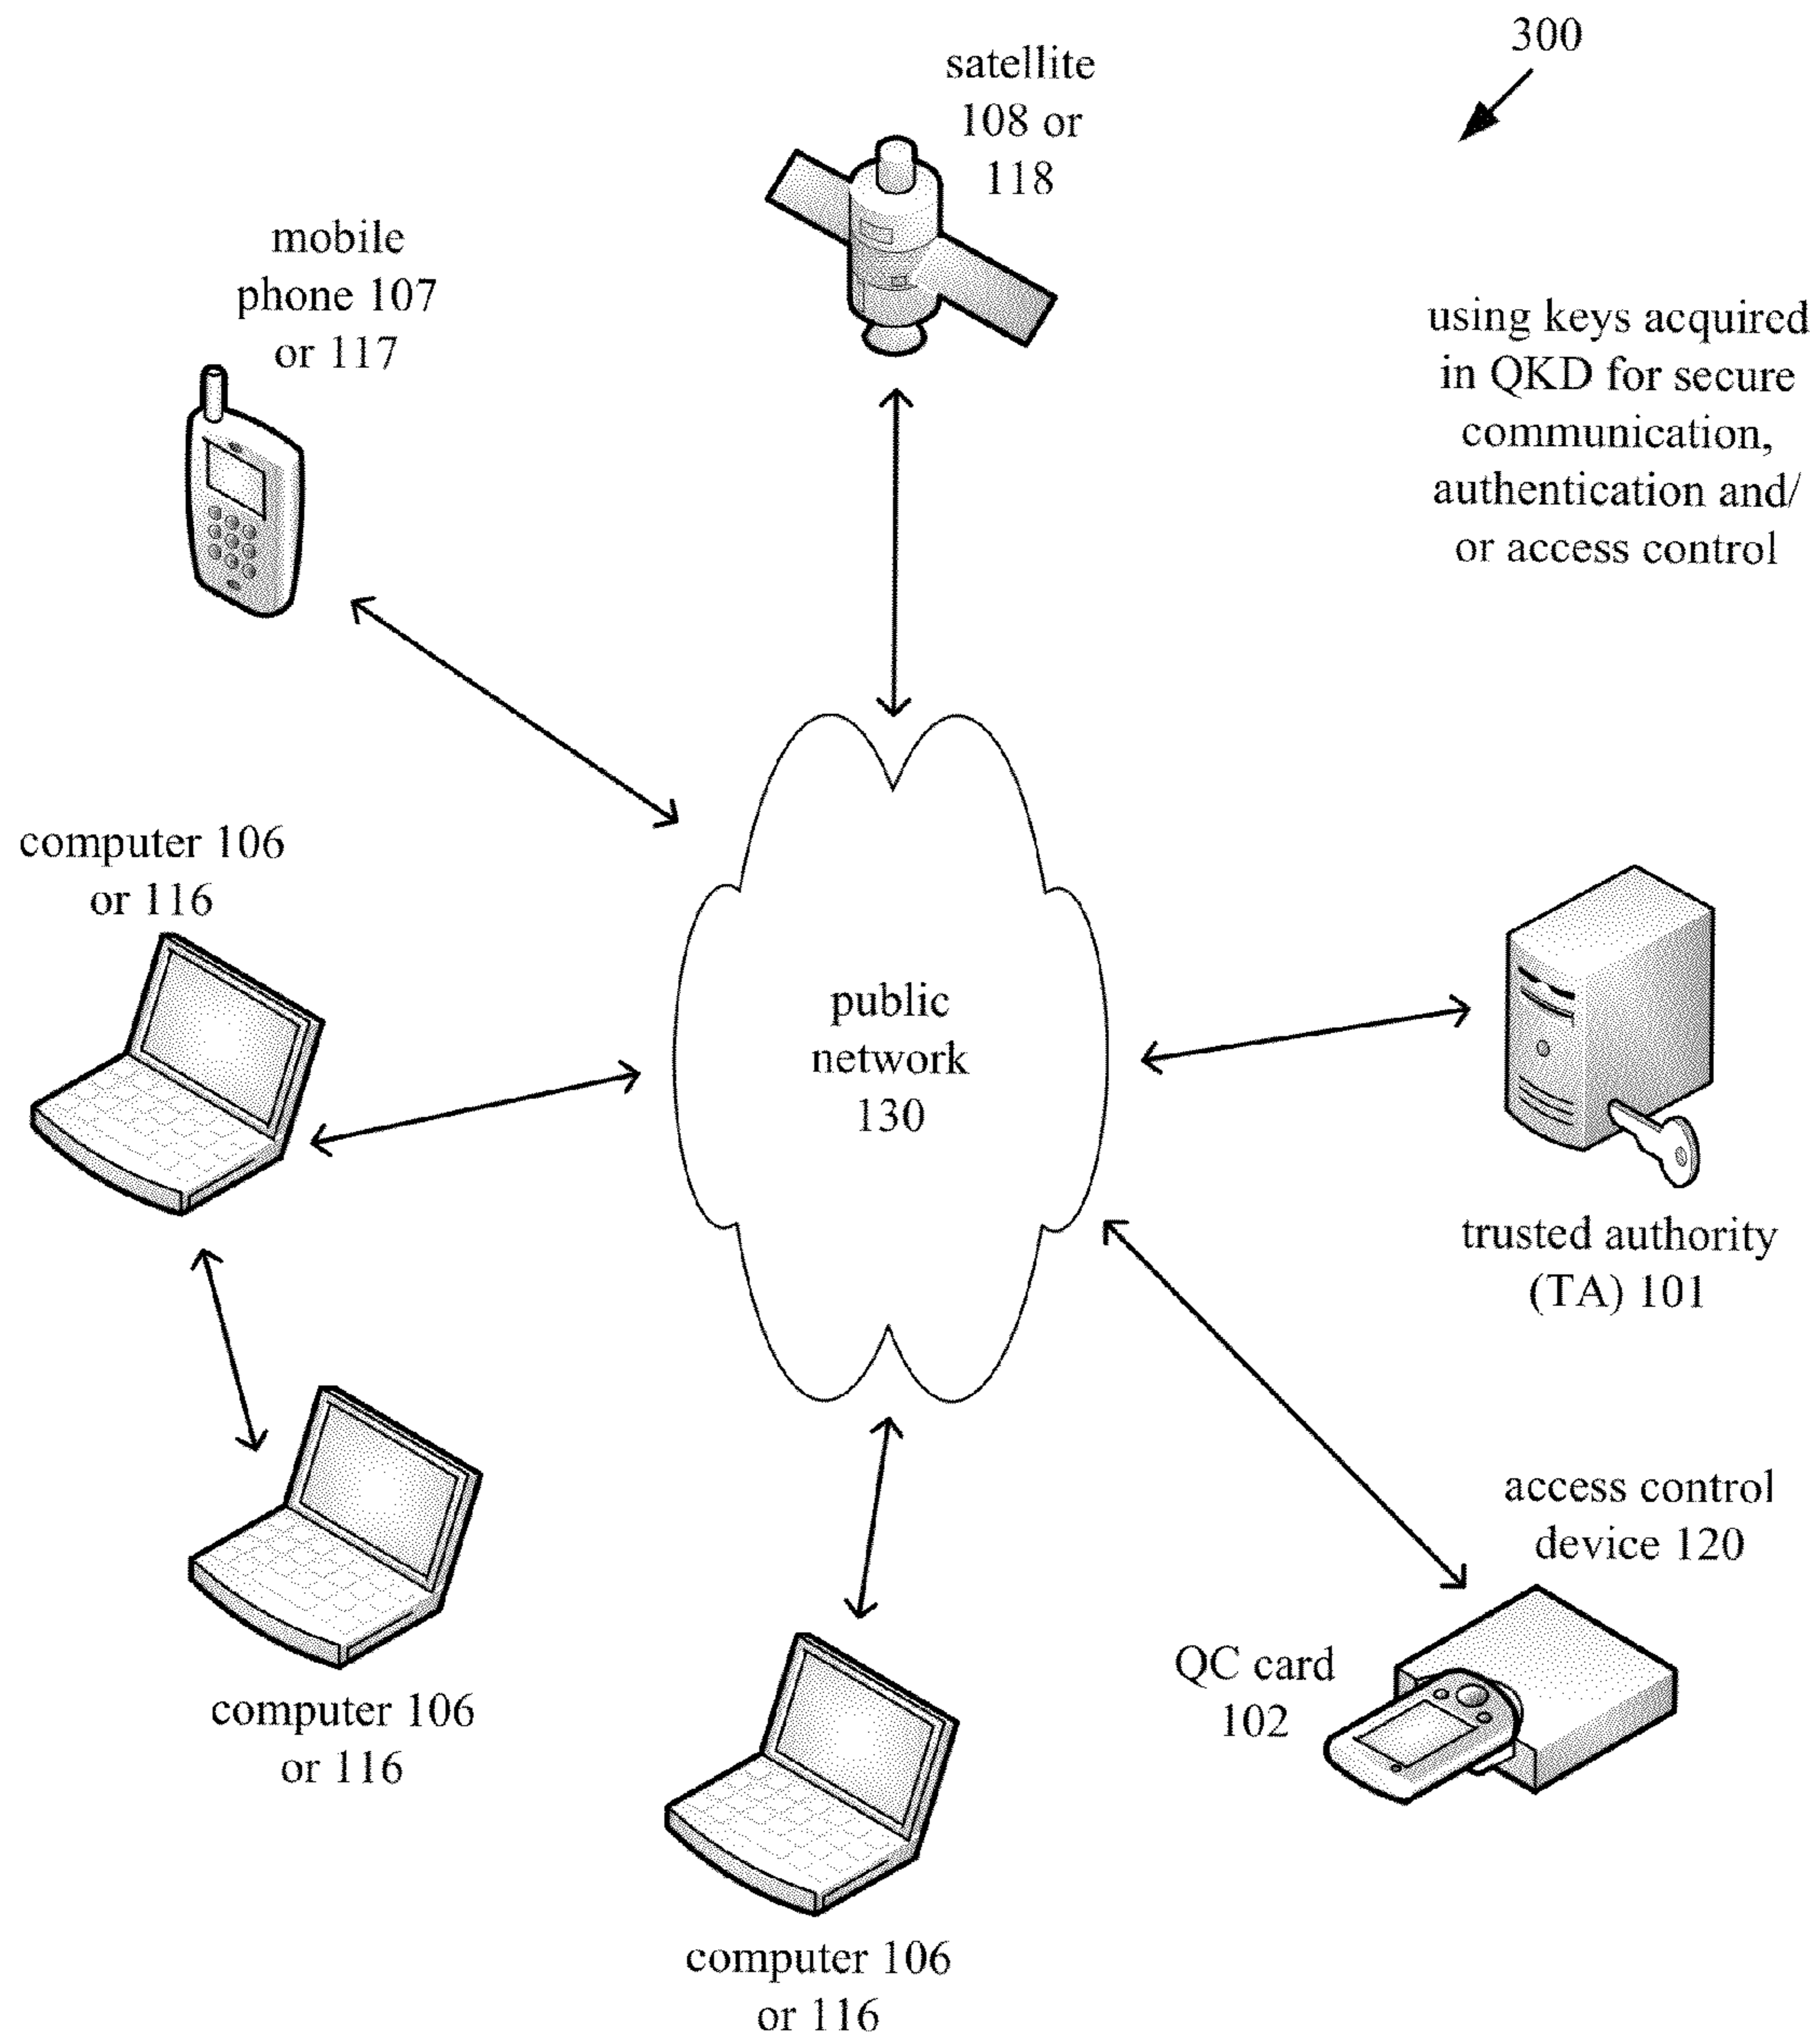 300
satellite
108 or
118
mobile
phone 107
or 117
using keys acquired
in QKD for secure
communication,
authentication and/
or access control
computer 106
or 116
public
network
130
trusted authority
(TA) 101
access control
device 120
QC card
102
computer 106
or 116
computer 106
or 116